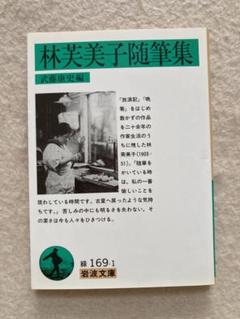 林芙美子随筆集
武藤康史編
「放浪記」「晩
菊」をはじめ
数かずの作品
を二十余年の
作家生活のう
ちに残した林
芙美子(1903-
51).「随筆を
かいている時
は,私の一番
愉しいことを
現わしている時間です.古里へ戻ったような気持
ちです.」苦しみの中にも明るさを失わない,そ
の潔さは今も人々をひきつける.
緑 169-1
岩波文庫